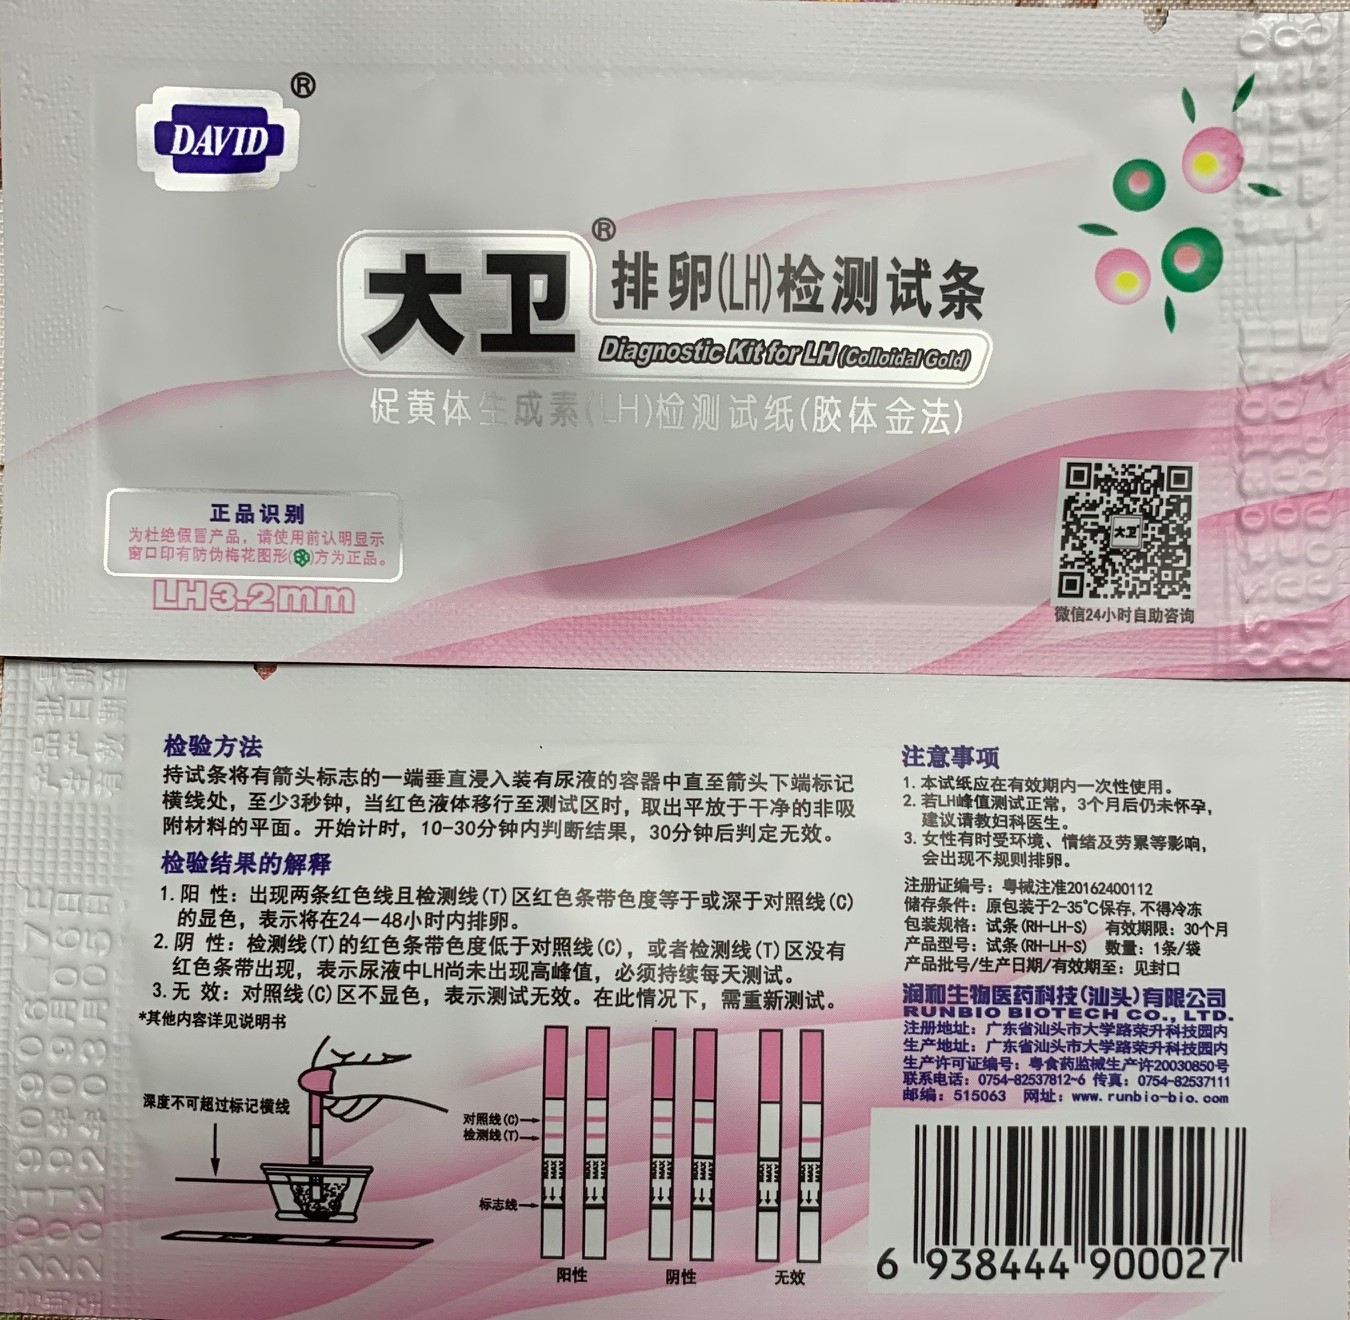 DAVID®
大卫®
排卵(LH)检测试条
Diagnostic Kit for LH (Colloidal Gold)
促黄体生成素(LH)检测试纸(胶体金法)
正品识别
为杜绝假冒产品，请使用前认明显示
窗口印有防伪梅花图形()方为正品。
LH3.2mm
大卫
微信24小时自助咨询
检验方法
持试条将有箭头标志的一端垂直浸入装有尿液的容器中直至箭头下端标记
横线处，至少3秒钟，当红色液体移行至测试区时，取出平放于干净的非吸
附材料的平面。开始计时，10-30分钟内判断结果，30分钟后判定无效。
检验结果的解释
1.阳 性：出现两条红色线且检测线(T)区红色条带色度等于或深于对照线(C)
的显色，表示将在24-48小时内排卵。
2.阴 性：检测线(T)的红色条带色度低于对照线(C)，或者检测线(T)区没有
红色条带出现，表示尿液中LH尚未出现高峰值，必须持续每天测试。
3.无 效：对照线(C)区不显色，表示测试无效。在此情况下，需重新测试。
*其他内容详见说明书
深度不可超过标记横线
对照线(C)
检测线(T)
标志线
MAX MAX MAX MAX MAX MAX
阳性
阴性
无效
注意事项
1.本试纸应在有效期内一次性使用。
2.若LH峰值测试正常，3个月后仍未怀孕，
建议请教妇科医生。
3.女性有时受环境、情绪及劳累等影响，
会出现不规则排卵。
注册证编号：粤械注准20162400112
储存条件：原包装于2-35℃保存,不得冷冻
包装规格：试条(RH-LH-S) 有效期限：30个月
产品型号：试条(RH-LH-S) 数量：1条/袋
产品批号/生产日期/有效期至：见封口
润和生物医药科技(汕头)有限公司
RUNBIO BIOTECH CO., LTD.
注册地址：广东省汕头市大学路荣升科技园内
生产地址：广东省汕头市大学路荣升科技园内
生产许可证编号：粤食药监械生产许20030850号
联系电话：0754-82537812~6 传真：0754-82537111
邮编：515063 网址：www.runbio-bio.com
6 938444 900027